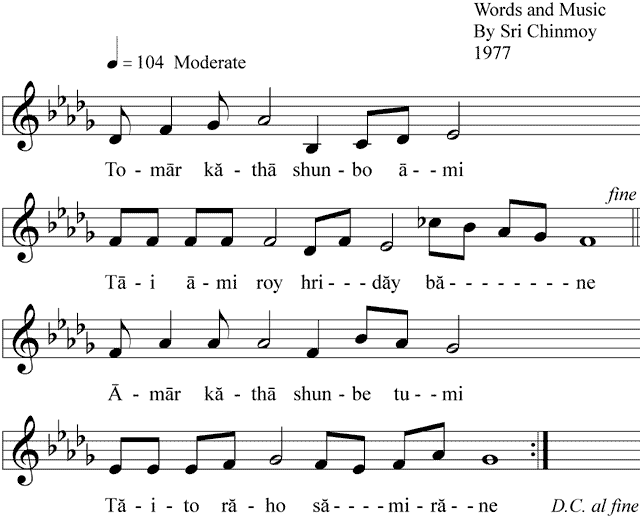 Words and Music
By Sri Chinmoy
1977
= 104 Moderate
To - mār kă - thā shun - bo ā - - mi
fine
Tā - i ā - mi roy hri - - - dăy bā - - - - - - - - ne
Ā - mār kă - thā shun - be tu - - mi
Tă - i - to ră - ho să - - - - mi - ră - - ne
D.C. al fine